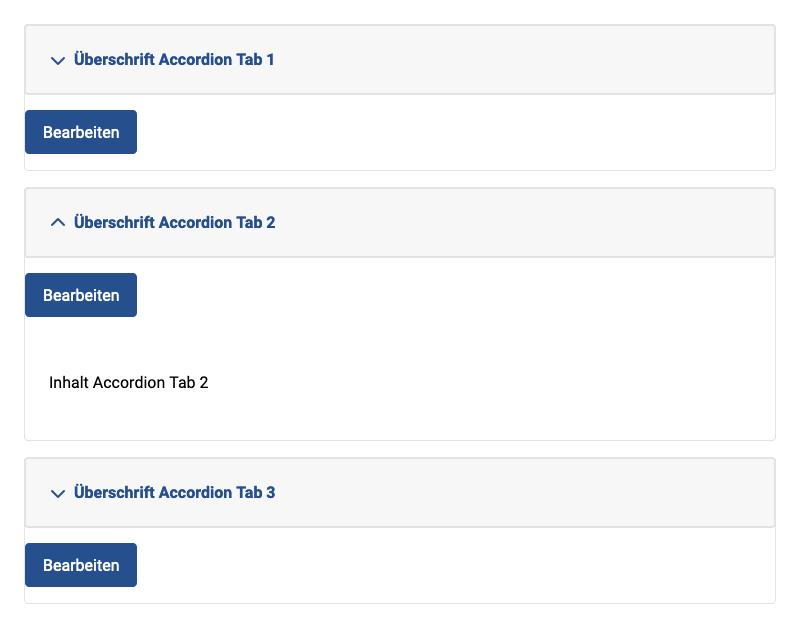 Überschrift Accordion Tab 1
Bearbeiten
Überschrift Accordion Tab 2
Bearbeiten
Inhalt Accordion Tab 2
Überschrift Accordion Tab 3
Bearbeiten